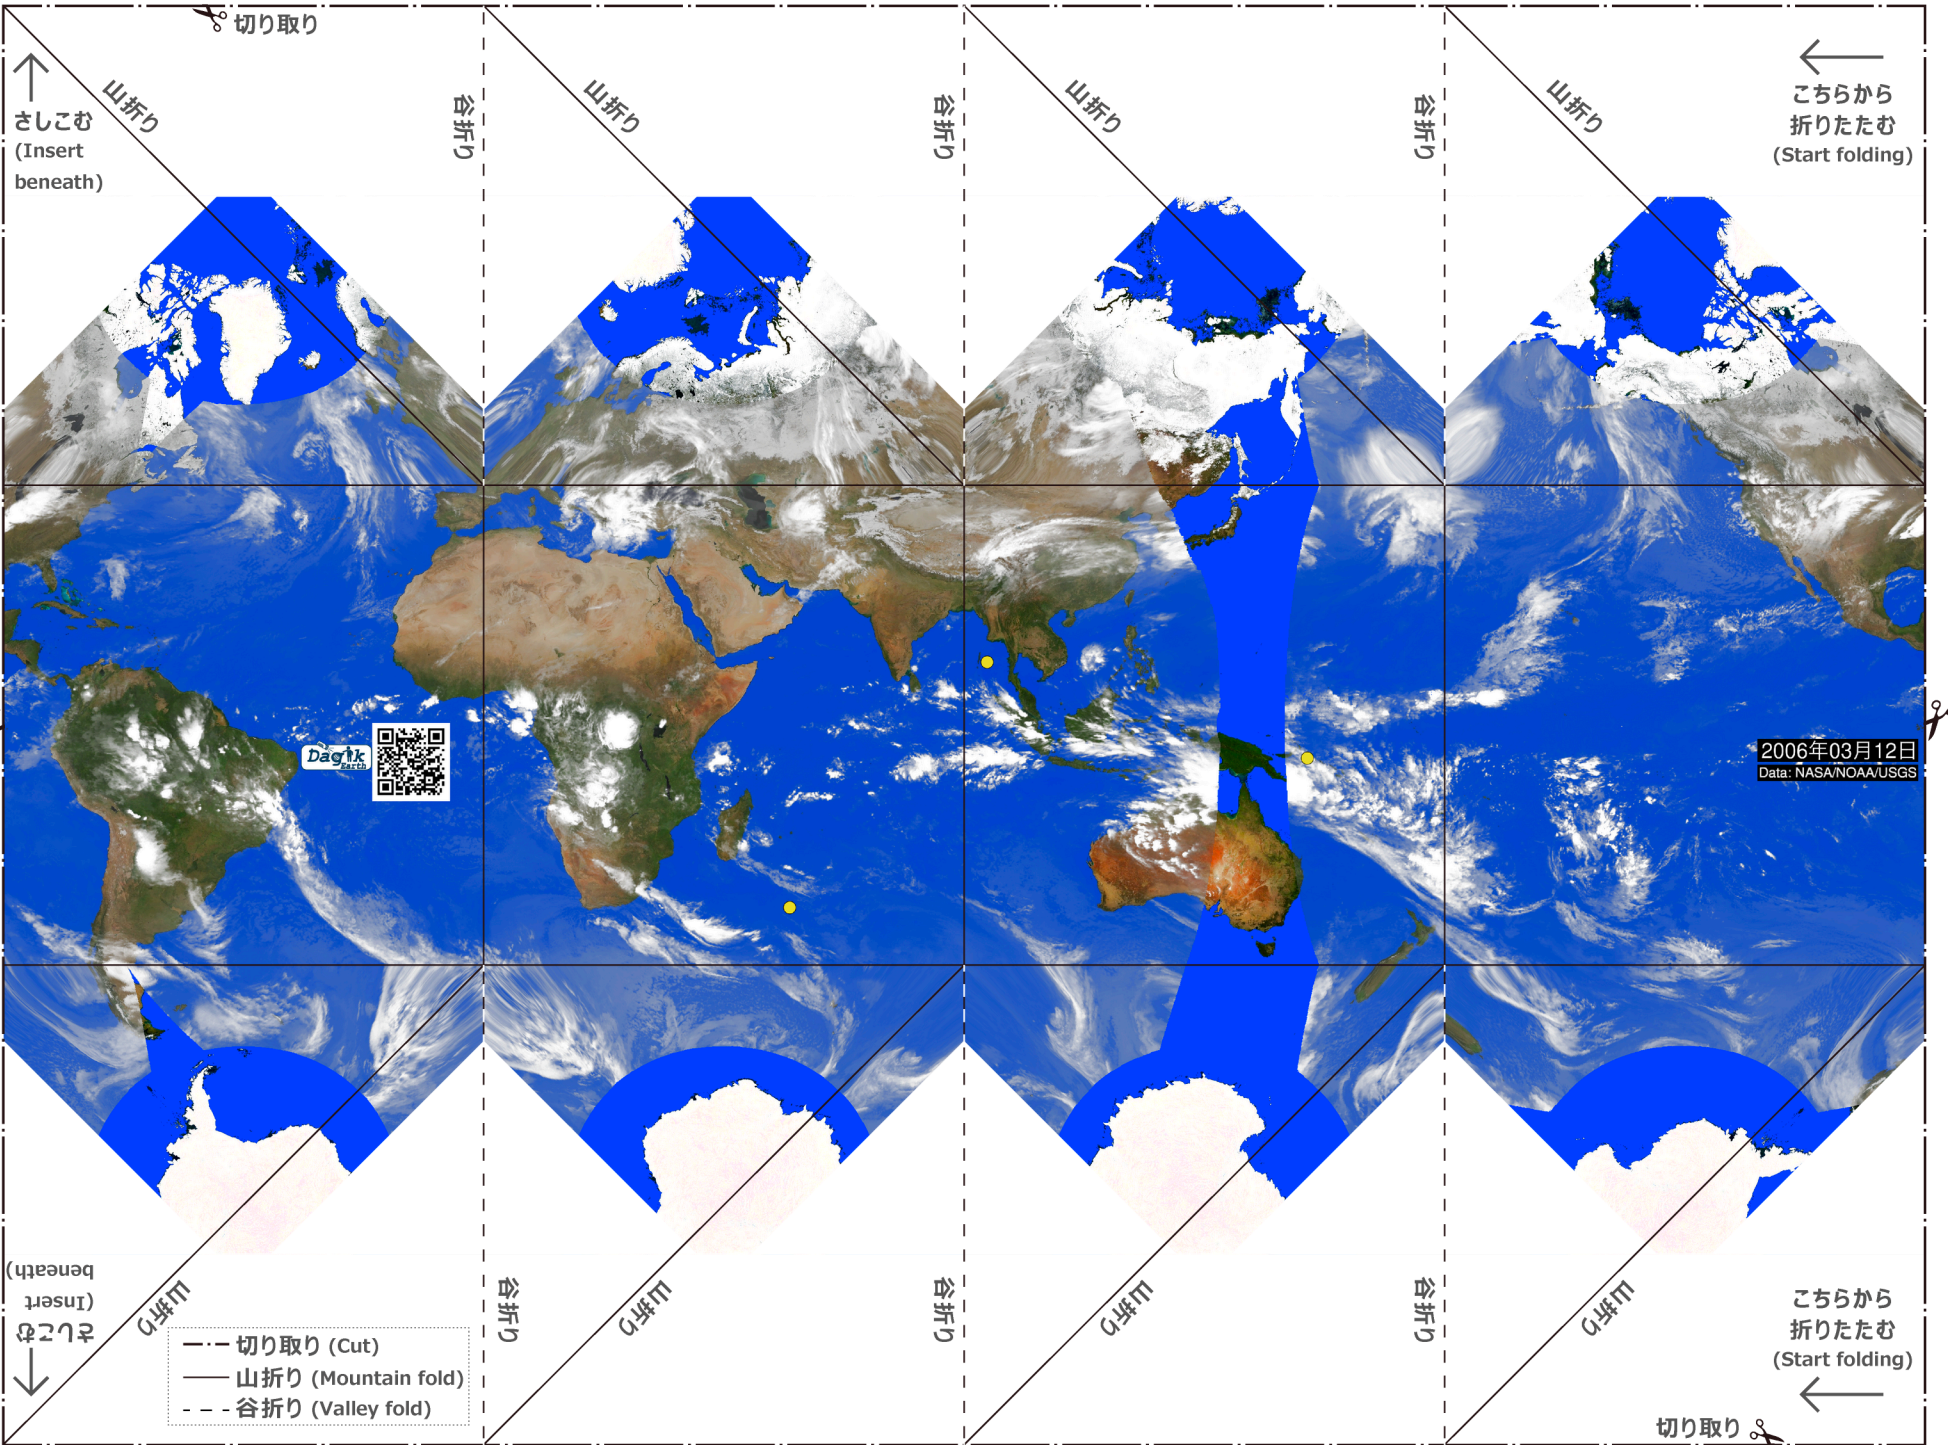 切り取り
山折り
谷折り
山折り
谷折り
山折り
谷折り
山折り
さしこむ
(Insert
beneath)
こちらから
折りたたむ
(Start folding)
Dagik
Earth
2006年03月12日
Data: NASA/NOAA/USGS
さしこむ
(Insert
beneath)
山折り
谷折り
山折り
谷折り
山折り
谷折り
山折り
こちらから
折りたたむ
(Start folding)
切り取り (Cut)
山折り (Mountain fold)
谷折り (Valley fold)
切り取り